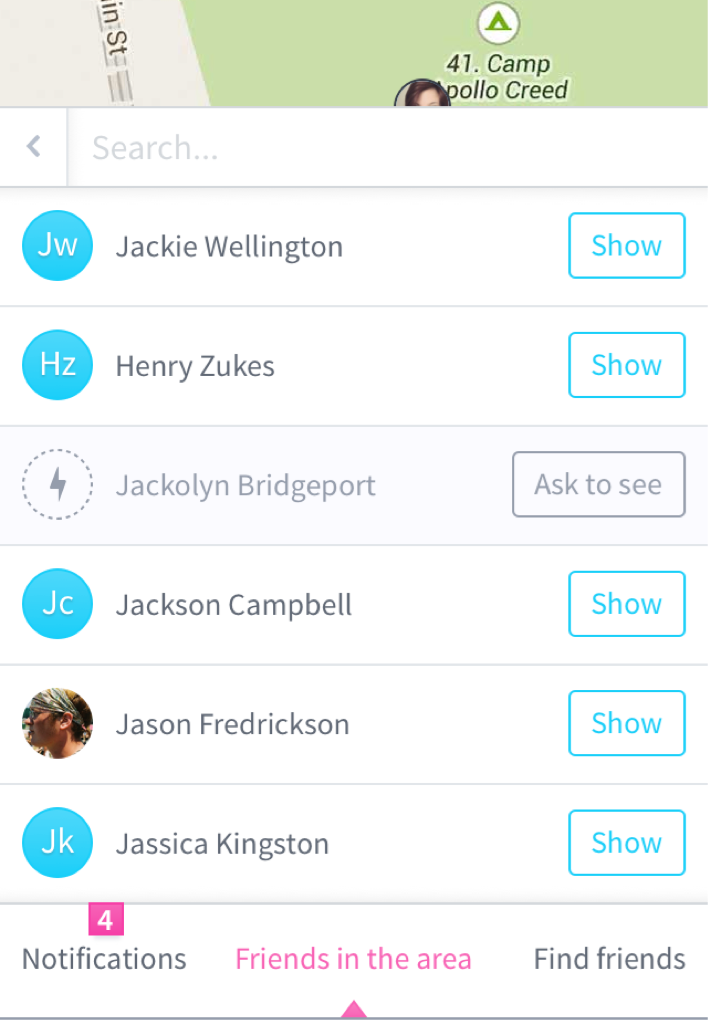 in St
41. Camp
Apollo Creed
Search...
Jw Jackie Wellington Show
Hz Henry Zukes Show
Jackolyn Bridgeport Ask to see
Jc Jackson Campbell Show
Jason Fredrickson Show
Jk Jassica Kingston Show
4
Notifications Friends in the area Find friends